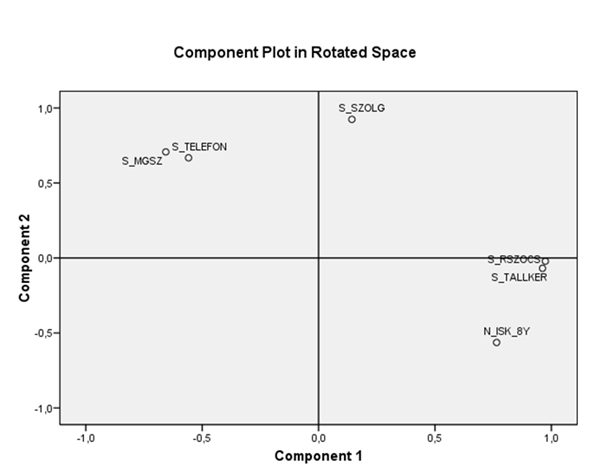 Component Plot in Rotated Space
1,0
S_SZOLG
S_TELEFON
S_MGSZ
0,5
0,0
S_RSZOCS
S_TALLKER
N_ISK_8Y
-0,5
-1,0
Component 2
-1,0 -0,5 0,0 0,5 1,0
Component 1